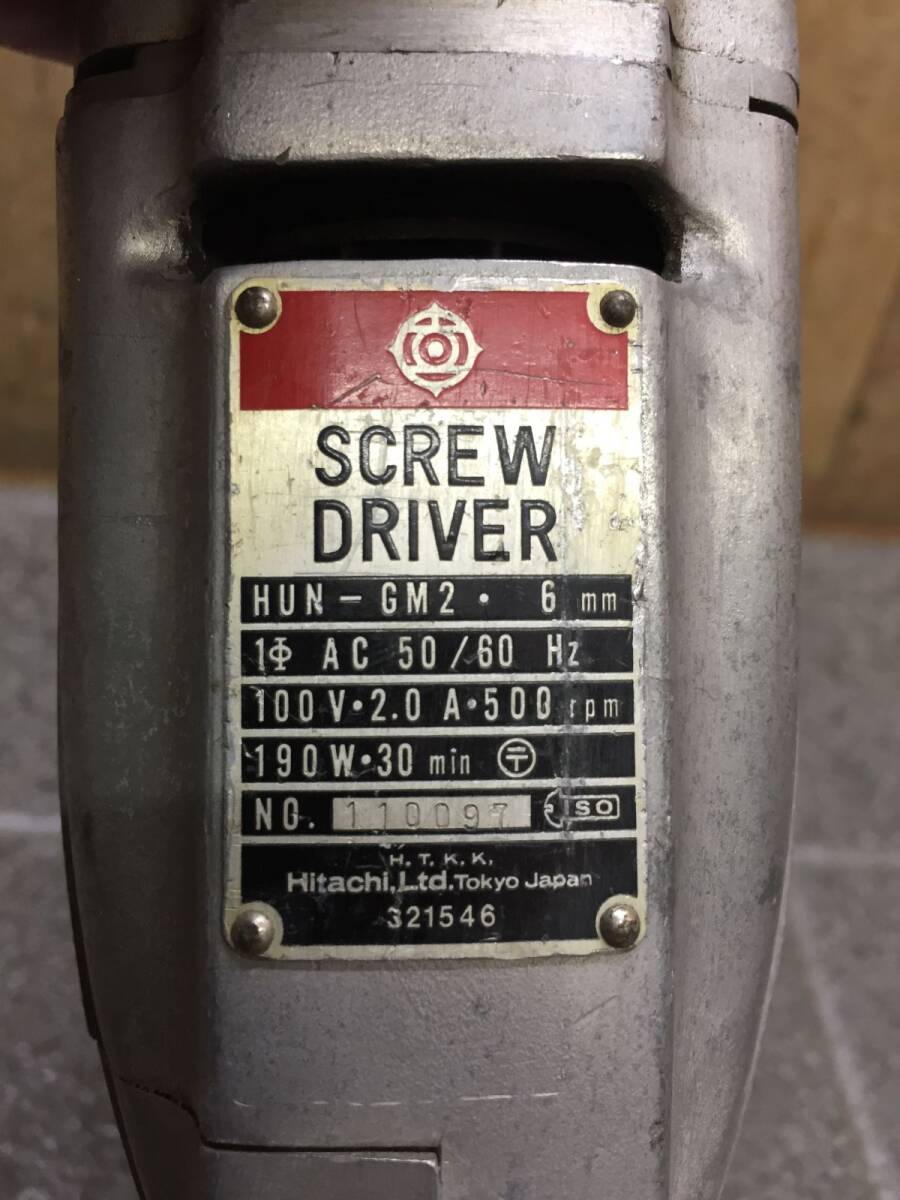 SCREW
DRIVER
HUN-GM2・ 6 mm
1Φ AC 50/60 Hz
100V・2.0 A・500 rpm
190W・30 min 〶
NO. 110097 ISO
H. T. K. K.
Hitachi, Ltd. Tokyo Japan
321546